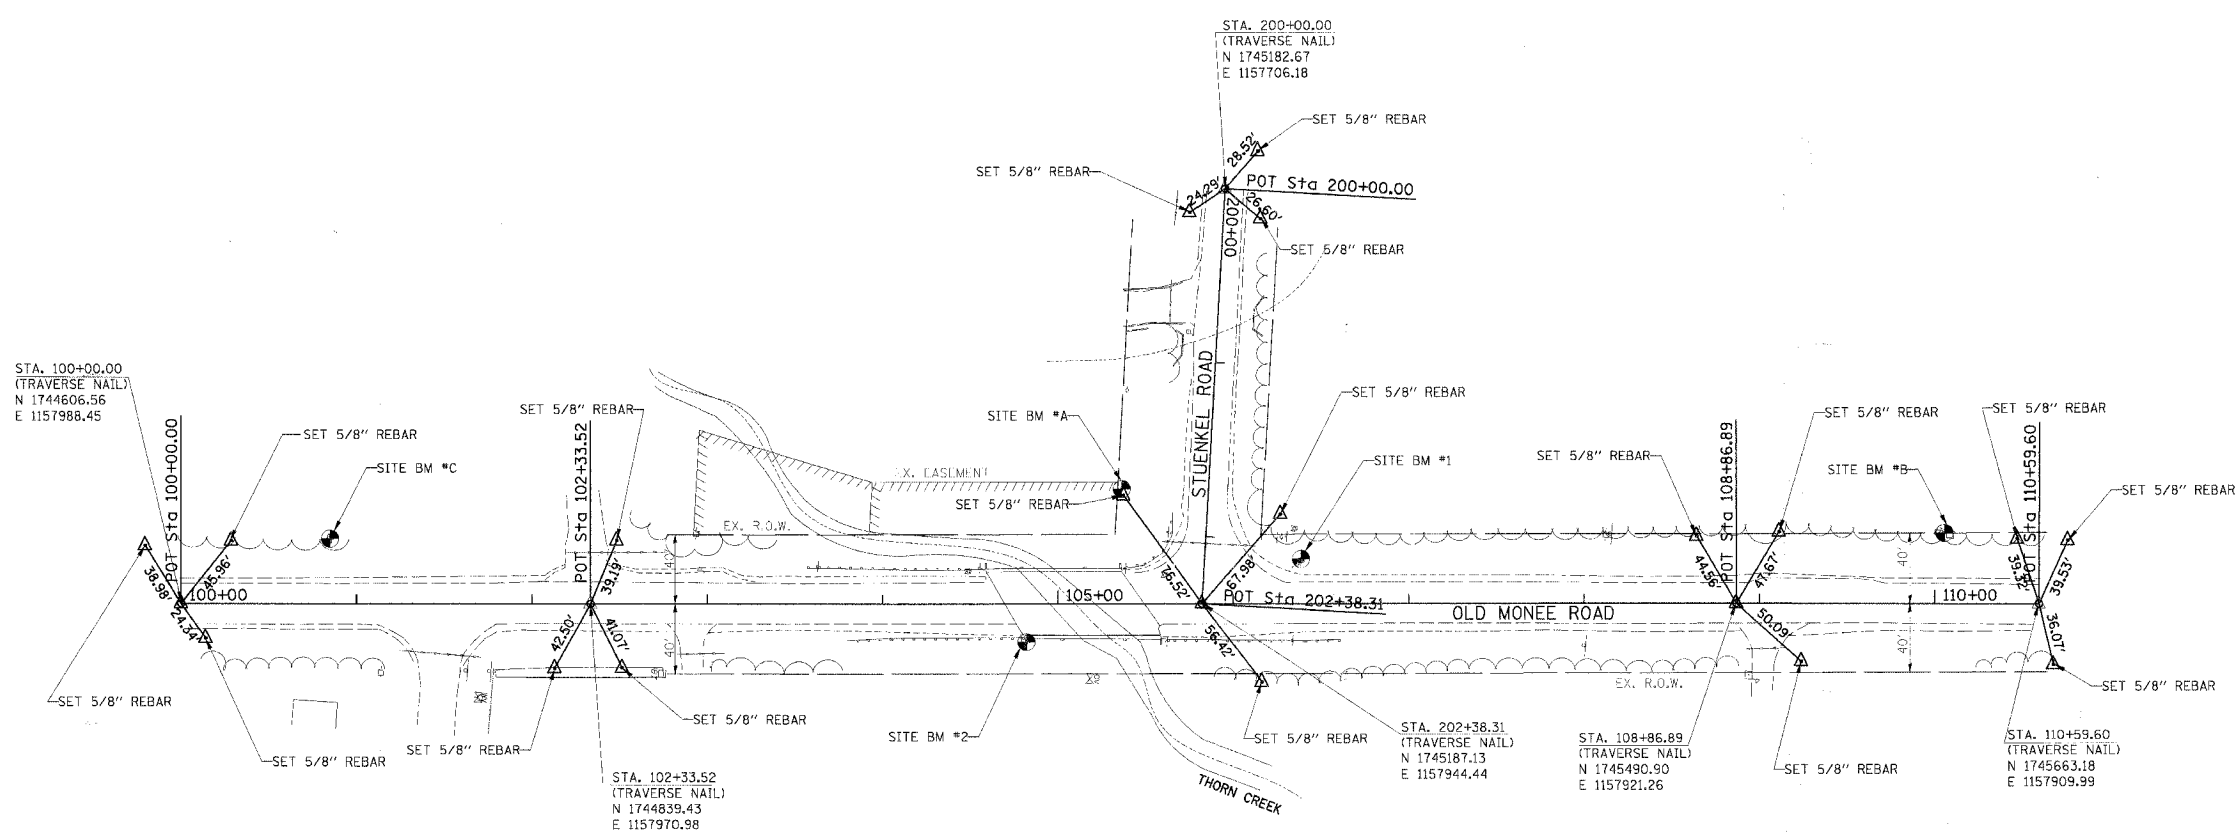 STA. 200+00.00
(TRAVERSE NAIL)
N 1745182.67
E 1157706.18
SET 5/8" REBAR
28.52'
SET 5/8" REBAR
24.29'
POT Sta 200+00.00
26.60'
200+00
SET 5/8" REBAR
STUENKEL ROAD
STA. 100+00.00
(TRAVERSE NAIL)
N 1744606.56
E 1157988.45
POT Sta 100+00.00
SET 5/8" REBAR
SITE BM #C
38.98'
45.96'
24.34'
100+00
SET 5/8" REBAR
SET 5/8" REBAR
SET 5/8" REBAR
POT Sta 102+33.52
39.19'
42.50'
41.07'
SET 5/8" REBAR
SET 5/8" REBAR
STA. 102+33.52
(TRAVERSE NAIL)
N 1744839.43
E 1157970.98
EX. R.O.W.
40'
40'
EX. EASEMENT
SITE BM #A
SET 5/8" REBAR
SITE BM #2
THORN CREEK
105+00
76.52'
67.98'
56.42'
SET 5/8" REBAR
SITE BM #1
POT Sta 202+38.31
SET 5/8" REBAR
STA. 202+38.31
(TRAVERSE NAIL)
N 1745187.13
E 1157944.44
OLD MONEE ROAD
SET 5/8" REBAR
POT Sta 108+86.89
SET 5/8" REBAR
44.56'
47.67'
50.09'
EX. R.O.W.
STA. 108+86.89
(TRAVERSE NAIL)
N 1745490.90
E 1157921.26
SET 5/8" REBAR
SITE BM #B
40'
40'
110+00
SET 5/8" REBAR
POT Sta 110+59.60
SET 5/8" REBAR
39.53'
36.07'
SET 5/8" REBAR
STA. 110+59.60
(TRAVERSE NAIL)
N 1745663.18
E 1157909.99